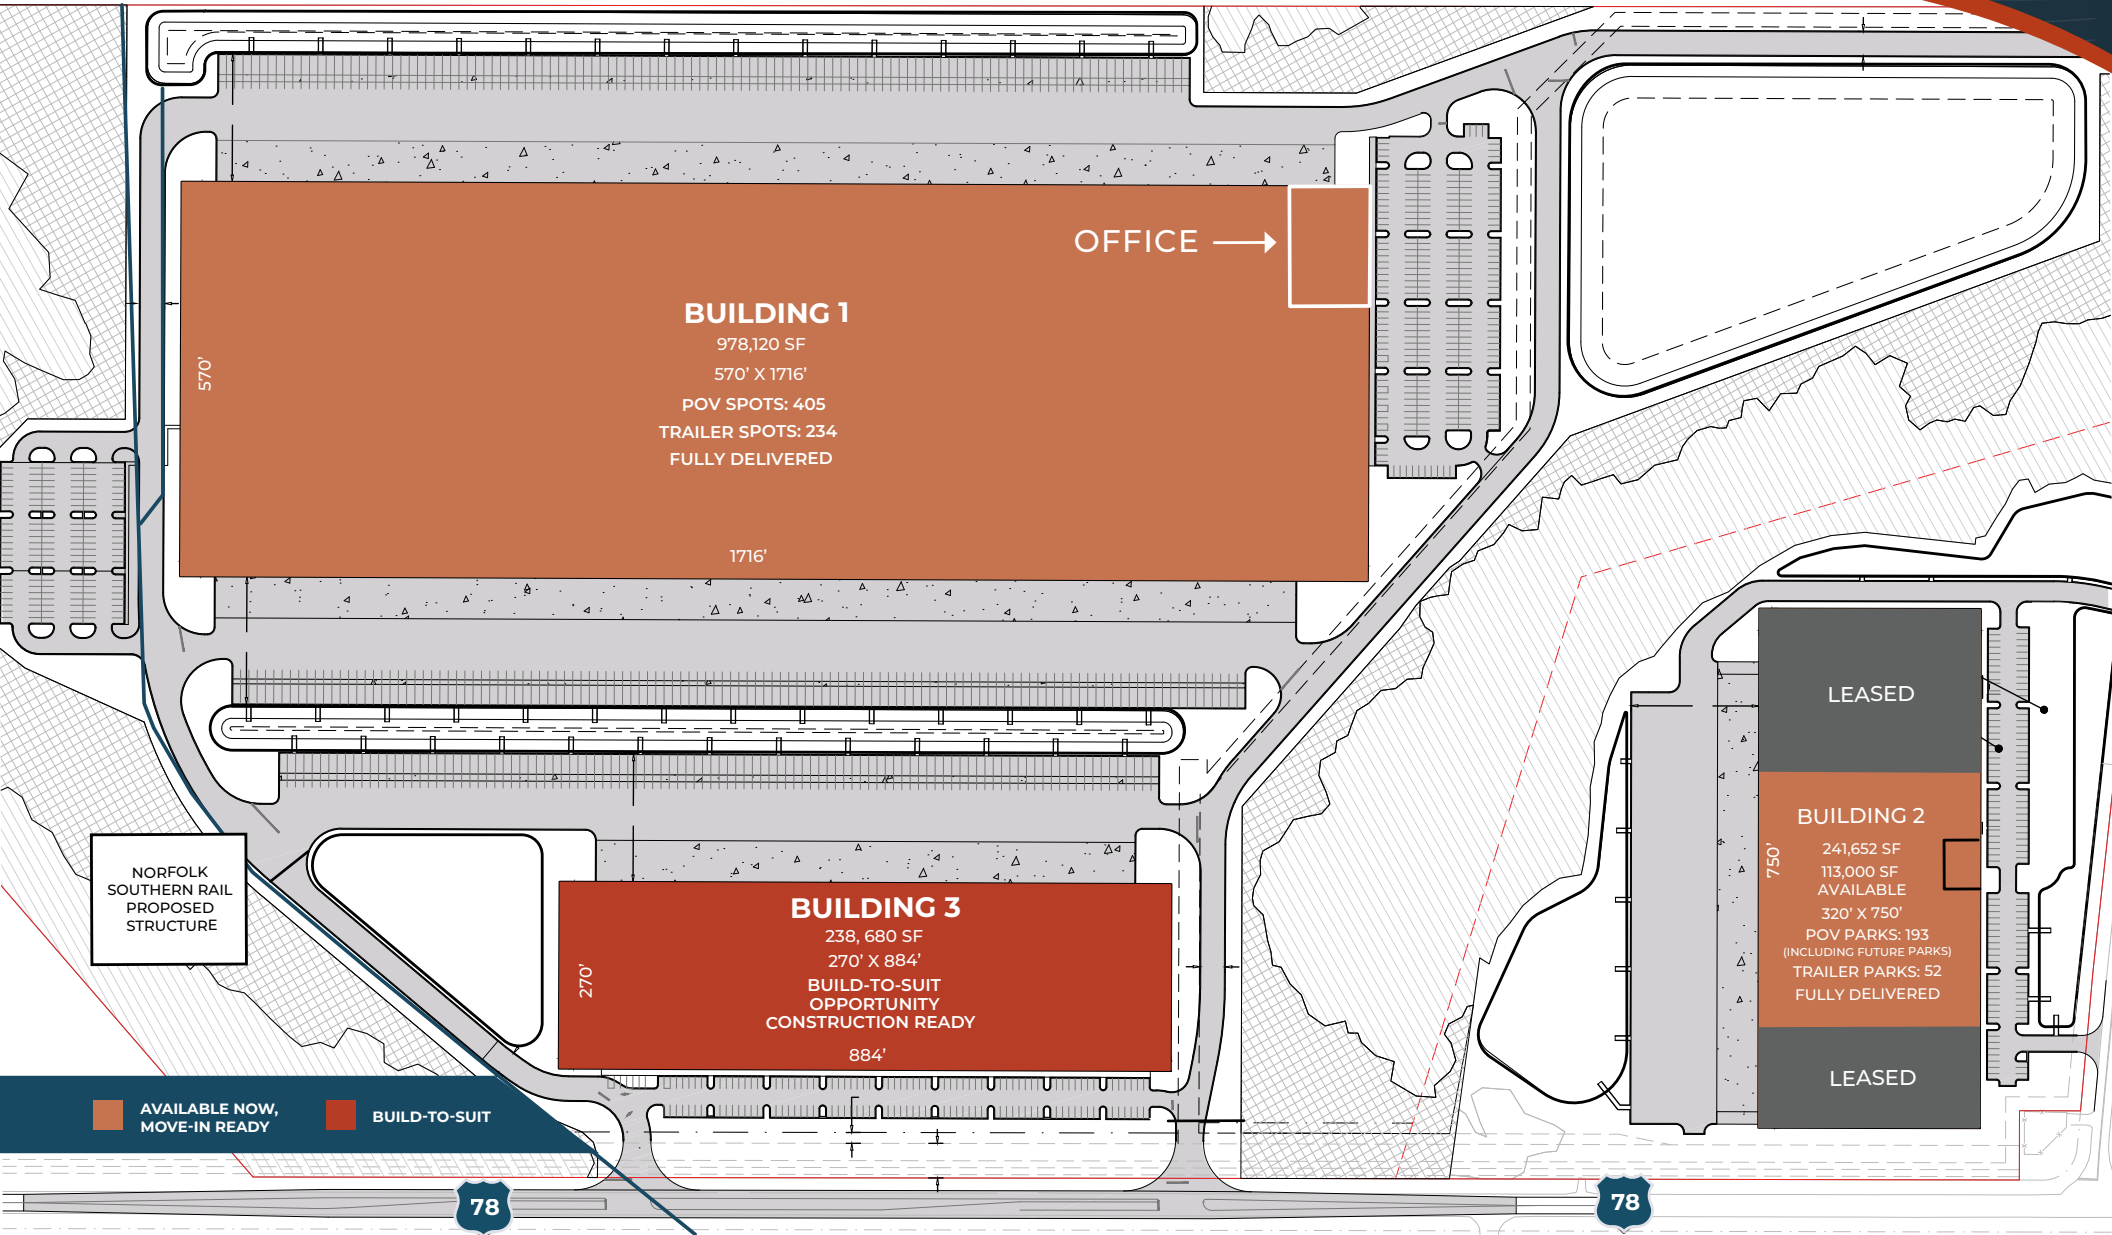 OFFICE
BUILDING 1
978,120 SF
570’ X 1716’
POV SPOTS: 405
TRAILER SPOTS: 234
FULLY DELIVERED
570’
1716’
LEASED
BUILDING 2
241,652 SF
113,000 SF
AVAILABLE
320’ X 750’
POV PARKS: 193
(INCLUDING FUTURE PARKS)
TRAILER PARKS: 52
FULLY DELIVERED
750’
LEASED
NORFOLK
SOUTHERN RAIL
PROPOSED
STRUCTURE
BUILDING 3
238, 680 SF
270’ X 884’
BUILD-TO-SUIT
OPPORTUNITY
CONSTRUCTION READY
270’
884’
AVAILABLE NOW,
MOVE-IN READY
BUILD-TO-SUIT
78
78